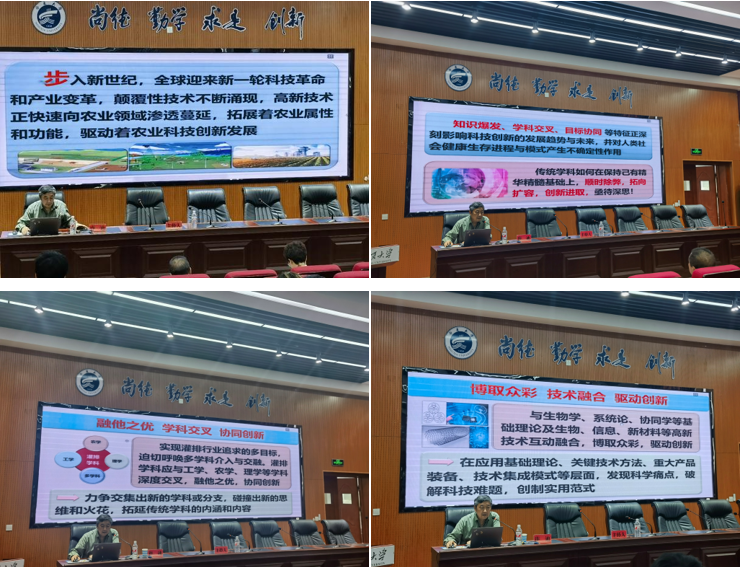 尚德 勤学 求是 创新
步入新世纪，全球迎来新一轮科技革命
和产业变革，颠覆性技术不断涌现，高新技术
正快速向农业领域渗透蔓延，拓展着农业属性
和功能，驱动着农业科技创新发展
尚德 勤学 求是 创新
知识爆发、学科交叉、目标协同等特征正深
刻影响科技创新的发展趋势与未来，并对人类社
会健康生存进程与模式产生不确定性作用
传统学科如何在保持已有精
华精髓基础上，顺时除弊，拓向
扩容，创新进取，亟待深思！
大学
尚德 勤学 求是 创新
融他之优 学科交叉 协同创新
农学
工学
灌排
学科
理学
多学科
实现灌排行业追求的多目标，
迫切呼唤多学科介入与交融。灌排
学科应与工学、农学、理学等学科
深度交叉，融他之优，协同创新
力争交集出新的学科或分支，碰撞出新的思
维和火花，拓延传统学科的内涵和内容
尚德 勤学 求是 创新
博取众彩 技术融合 驱动创新
与生物学、系统论、协同学等基
础理论及生物、信息、新材料等高新
技术互动融合，博取众彩，驱动创新
在应用基础理论、关键技术方法、重大产品
装备、技术集成模式等层面，发现科学痛点，破
解科技难题，创制实用范式
大学